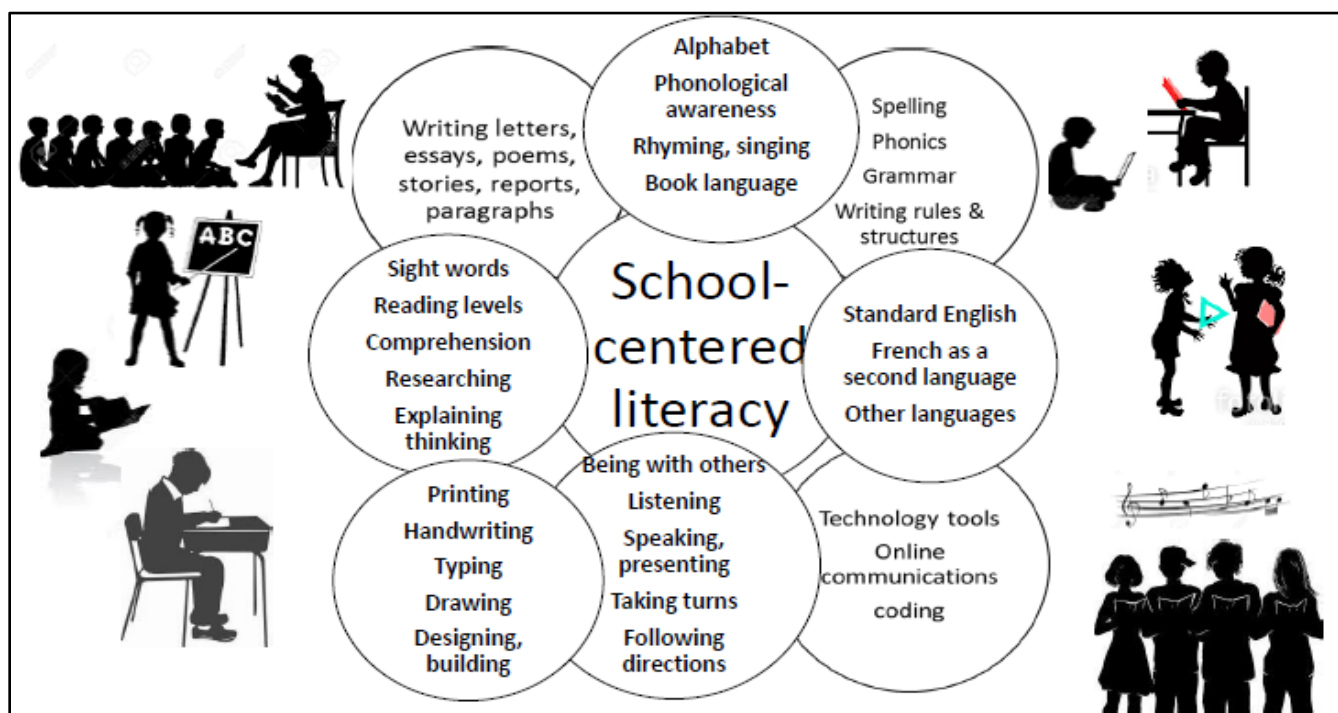 Alphabet
Phonological
awareness
Rhyming, singing
Book language
Writing letters,
essays, poems,
stories, reports,
paragraphs
Spelling
Phonics
Grammar
Writing rules &
structures
ABC
Sight words
Reading levels
Comprehension
Researching
Explaining
thinking
School-
centered
literacy
Standard English
French as a
second language
Other languages
Printing
Handwriting
Typing
Drawing
Designing,
building
Being with others
Listening
Speaking,
presenting
Taking turns
Following
directions
Technology tools
Online
communications
coding